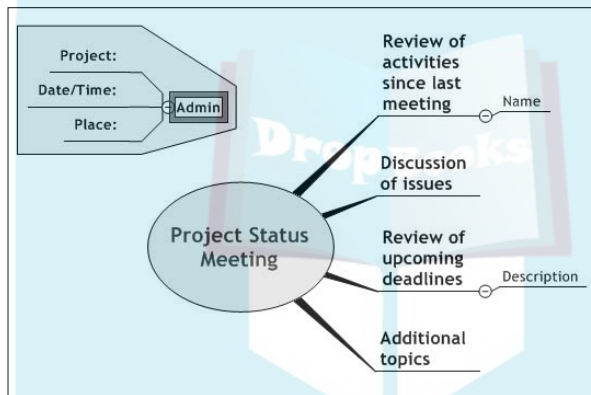 Project:
Date/Time:
Place:
Admin
Project Status
Meeting
Review of
activities
since last
meeting
Name
Discussion
of issues
Review of
upcoming
deadlines
Description
Additional
topics
DropBooks